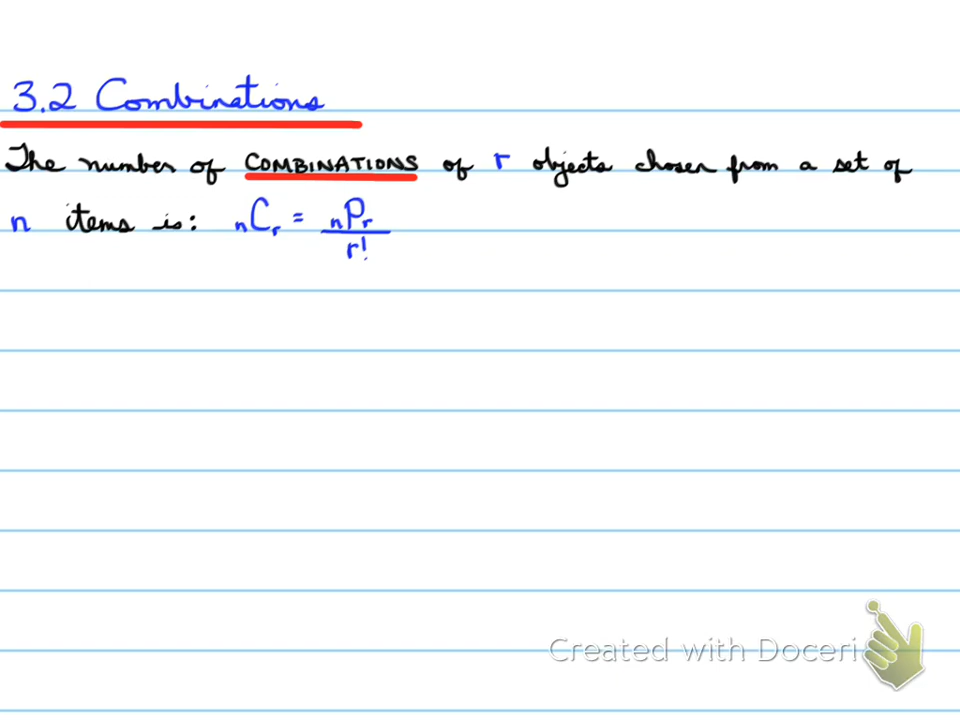 3.2 Combinations
The number of COMBINATIONS of r objects chosen from a set of
n items is: nCr = nPr / r!
Created with Doceri